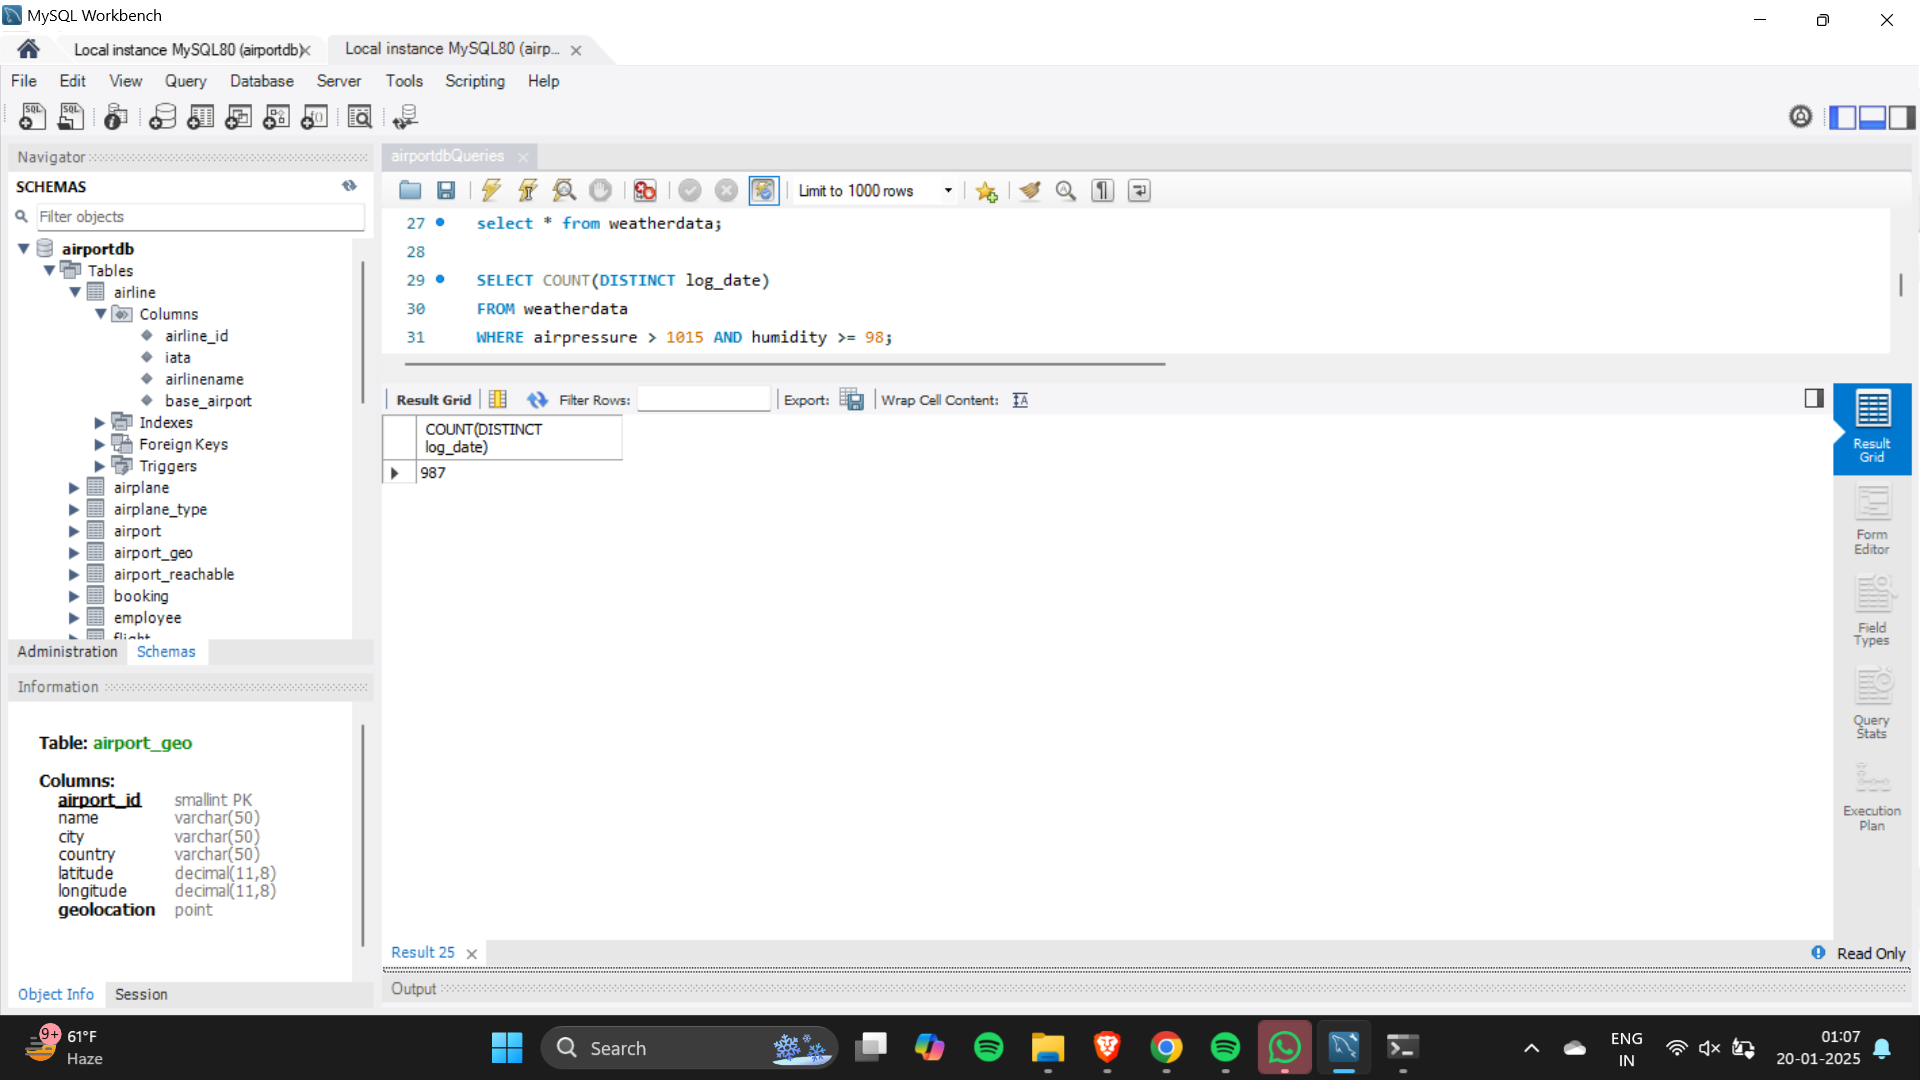 MySQL Workbench
Local instance MySQL80 (airportdb)
Local instance MySQL80 (airp...
File Edit View Query Database Server Tools Scripting Help
Navigator
SCHEMAS
Filter objects
airportdb
Tables
airline
Columns
airline_id
iata
airlinename
base_airport
Indexes
Foreign Keys
Triggers
airplane
airplane_type
airport
airport_geo
airport_reachable
booking
employee
flight
Administration Schemas
Information
Table: airport_geo
Columns:
airport_id smallint PK
name varchar(50)
city varchar(50)
country varchar(50)
latitude decimal(11,8)
longitude decimal(11,8)
geolocation point
Object Info Session
airportdbQueries
Limit to 1000 rows
27 select * from weatherdata;
28
29 SELECT COUNT(DISTINCT log_date)
30 FROM weatherdata
31 WHERE airpressure > 1015 AND humidity >= 98;
Result Grid Filter Rows: Export: Wrap Cell Content:
COUNT(DISTINCT
log_date)
987
Result
Grid
Form
Editor
Field
Types
Query
Stats
Execution
Plan
Result 25
Read Only
Output
9+
61°F
Haze
Search
ENG
IN
01:07
20-01-2025